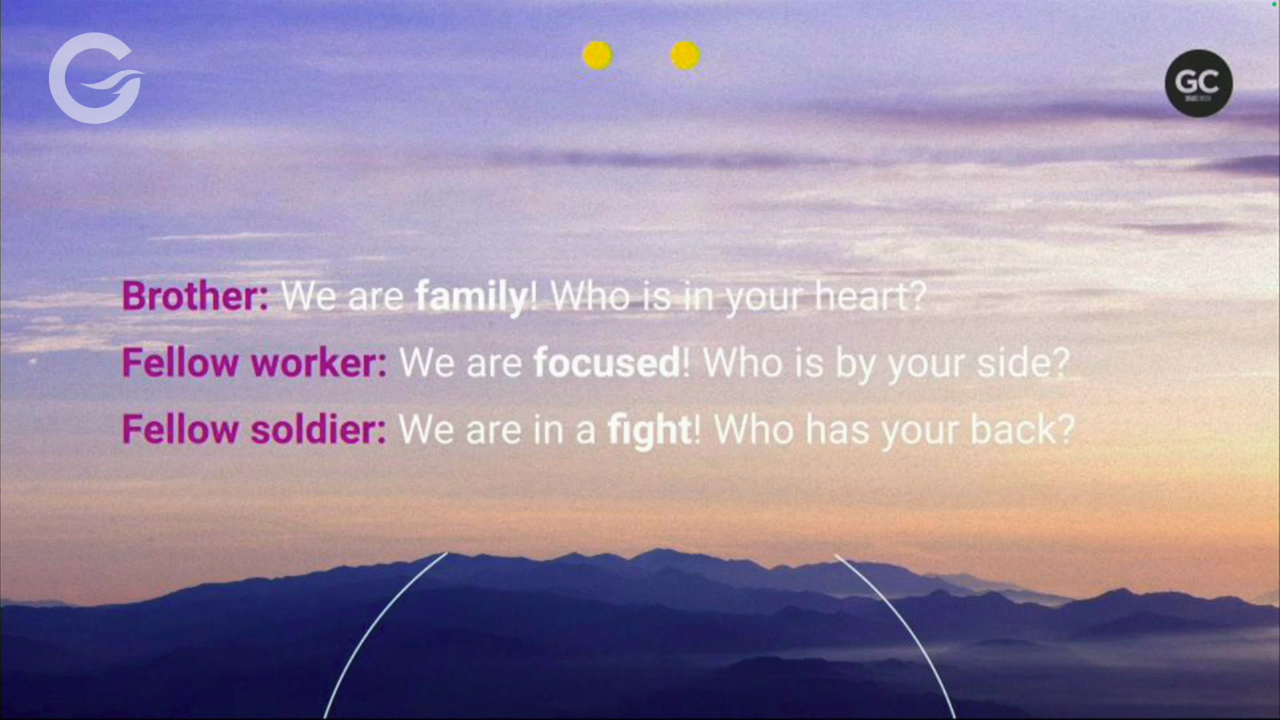 GC
Brother: We are family! Who is in your heart?
Fellow worker: We are focused! Who is by your side?
Fellow soldier: We are in a fight! Who has your back?